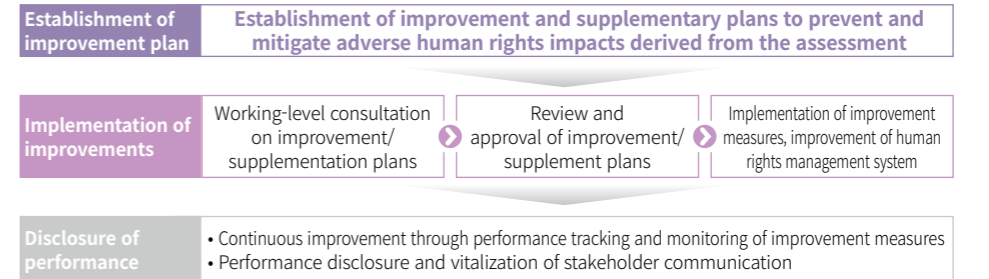 Establishment of
improvement plan
Establishment of improvement and supplementary plans to prevent and
mitigate adverse human rights impacts derived from the assessment
Implementation of
improvements
Working-level consultation
on improvement/
supplementation plans
Review and
approval of improvement/
supplement plans
Implementation of improvement
measures, improvement of human
rights management system
Disclosure of
performance
• Continuous improvement through performance tracking and monitoring of improvement measures
• Performance disclosure and vitalization of stakeholder communication